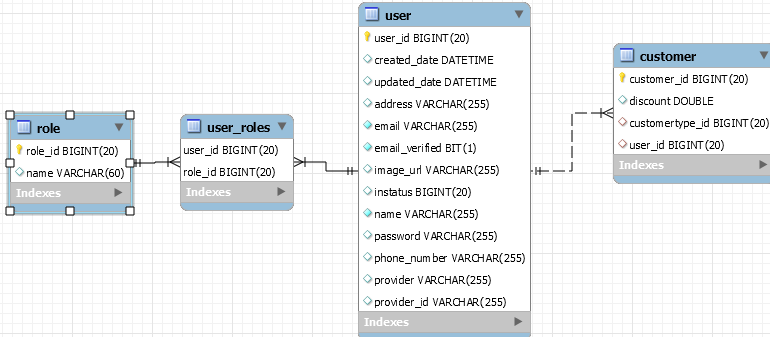 role
role_id BIGINT(20)
name VARCHAR(60)
Indexes
user_roles
user_id BIGINT(20)
role_id BIGINT(20)
Indexes
user
user_id BIGINT(20)
created_date DATETIME
updated_date DATETIME
address VARCHAR(255)
email VARCHAR(255)
email_verified BIT(1)
image_url VARCHAR(255)
instatus BIGINT(20)
name VARCHAR(255)
password VARCHAR(255)
phone_number VARCHAR(255)
provider VARCHAR(255)
provider_id VARCHAR(255)
Indexes
customer
customer_id BIGINT(20)
discount DOUBLE
customertype_id BIGINT(20)
user_id BIGINT(20)
Indexes